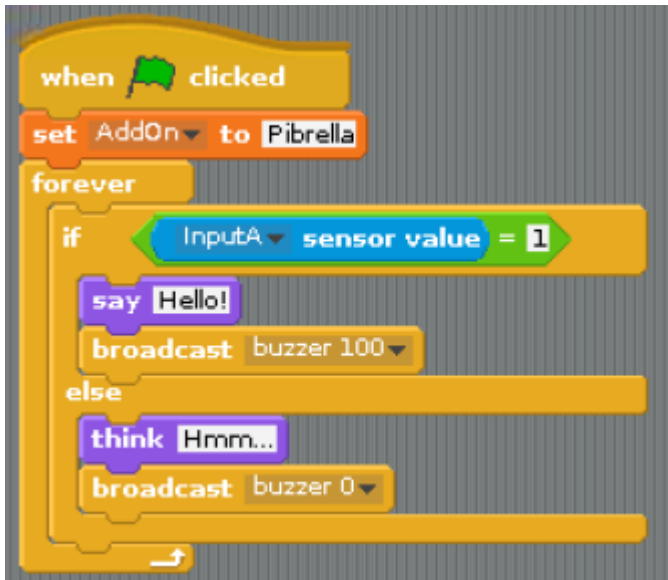 when clicked
set AddOn to Pibrella
forever
if InputA sensor value = 1
say Hello!
broadcast buzzer 100
else
think Hmm...
broadcast buzzer 0